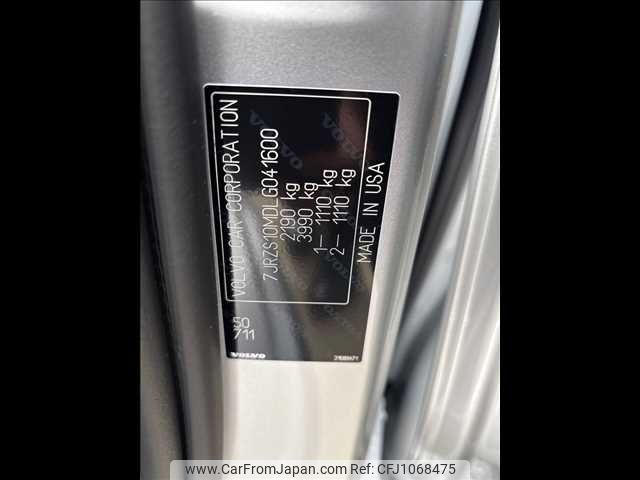 VOLVO CAR CORPORATION
7JRZS10MDLG041600
2190 kg
3990 kg
1- 1110 kg
2- 1110 kg
MADE IN USA
50
711
VOLVO
www.CarFromJapan.com Ref CFJ1068475